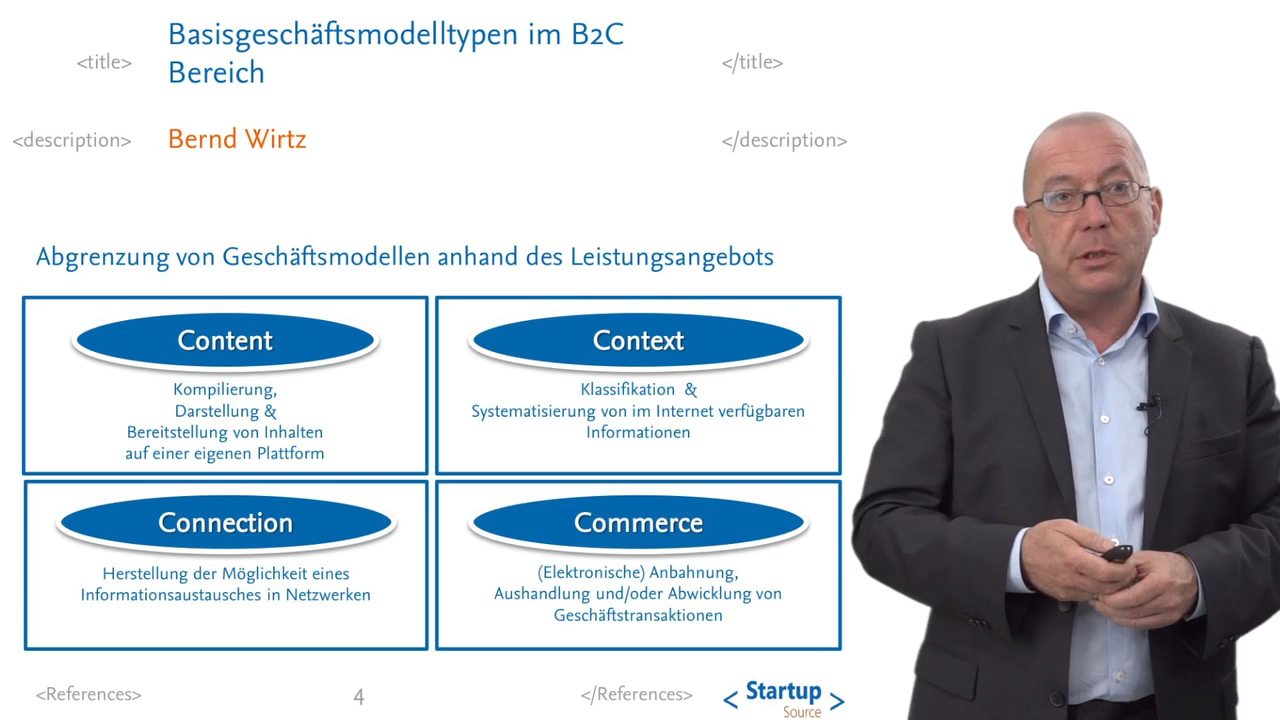 Basisgeschäftsmodelltypen im B2C
Bereich
<title>
</title>
<description>
Bernd Wirtz
</description>
Abgrenzung von Geschäftsmodellen anhand des Leistungsangebots
Content
Kompilierung,
Darstellung &
Bereitstellung von Inhalten
auf einer eigenen Plattform
Context
Klassifikation &
Systematisierung von im Internet verfügbaren
Informationen
Connection
Herstellung der Möglichkeit eines
Informationsaustausches in Netzwerken
Commerce
(Elektronische) Anbahnung,
Aushandlung und/oder Abwicklung von
Geschäftstransaktionen
<References>
4
</References>
< Startup >
Source